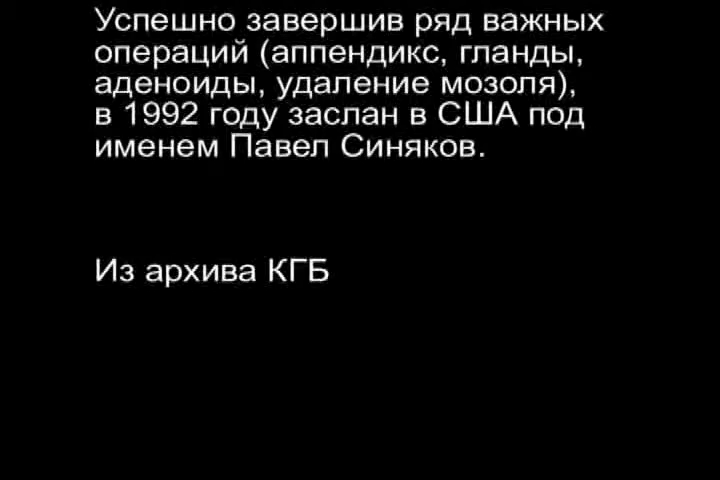 Успешно завершив ряд важных
операций (аппендикс, гланды,
аденоиды, удаление мозоля),
в 1992 году заслан в США под
именем Павел Синяков.
Из архива КГБ